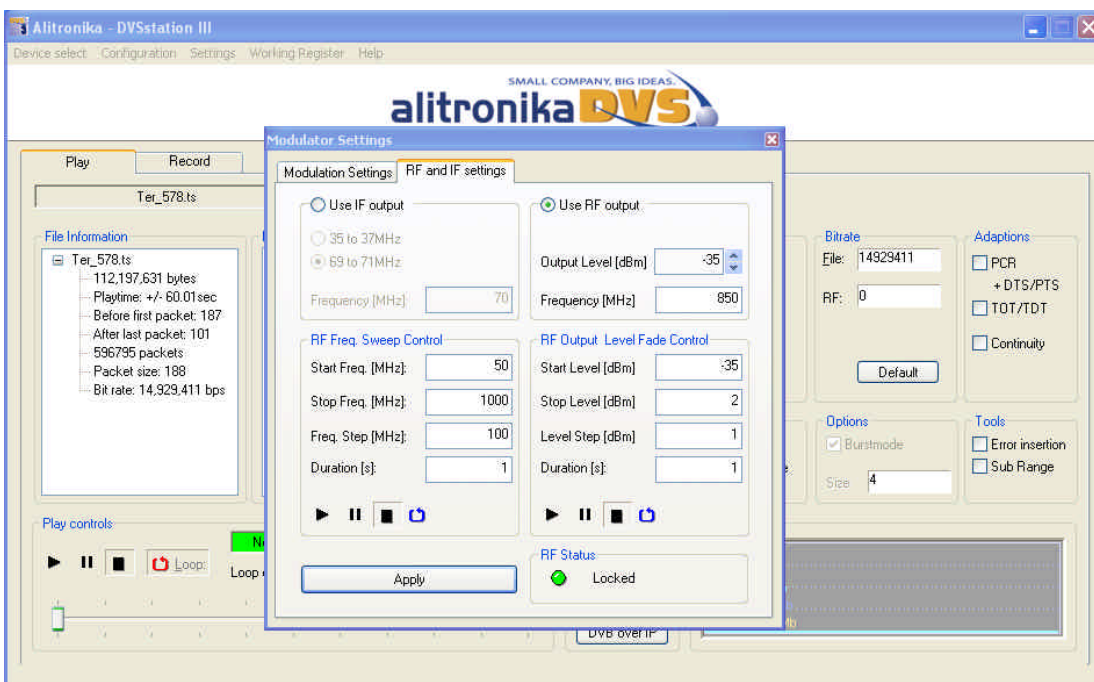 Alitronika - DVSstation III
Device select Configuration Settings Working Register Help
SMALL COMPANY, BIG IDEAS.
alitronika DVS
Play
Record
Ter_578.ts
File Information
Ter_578.ts
112,197,631 bytes
Playtime: +/- 60.01sec
Before first packet: 187
After last packet: 101
596795 packets
Packet size: 188
Bit rate: 14,929,411 bps
Modulator Settings
Modulation Settings
RF and IF settings
Use IF output
35 to 37MHz
69 to 71MHz
Frequency [MHz]: 70
Use RF output
Output Level [dBm] -35
Frequency [MHz] 850
RF Freq. Sweep Control
Start Freq. [MHz]: 50
Stop Freq. [MHz]: 1000
Freq. Step [MHz]: 100
Duration [s]: 1
RF Output Level Fade Control
Start Level [dBm] -35
Stop Level [dBm] 2
Level Step [dBm] 1
Duration [s]: 1
Apply
RF Status
Locked
Bitrate
File: 14929411
RF: 0
Default
Adaptions
PCR
+ DTS/PTS
TOT/TDT
Continuity
Options
Burstmode
Size 4
Tools
Error insertion
Sub Range
Play controls
Loop:
Loop
DVB over IP